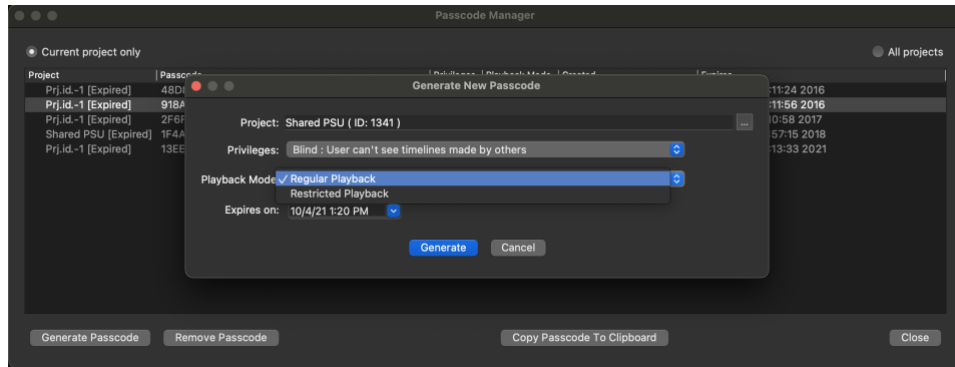 Passcode Manager
Current project only
All projects
Project
Prj.id.-1 [Expired] 48D
:11:24 2016
Generate New Passcode
Prj.id.-1 [Expired] 918A
:11:56 2016
Prj.id.-1 [Expired] 2F6F
0:58 2017
Shared PSU [Expired] 1F4A
57:15 2018
Prj.id.-1 [Expired] 13EE
:13:33 2021
Project: Shared PSU ( ID: 1341 ) ...
Privileges: Blind : User can't see timelines made by others
Playback Mode ✓ Regular Playback
Restricted Playback
Expires on: 10/4/21 1:20 PM
Generate Cancel
Generate Passcode Remove Passcode Copy Passcode To Clipboard Close